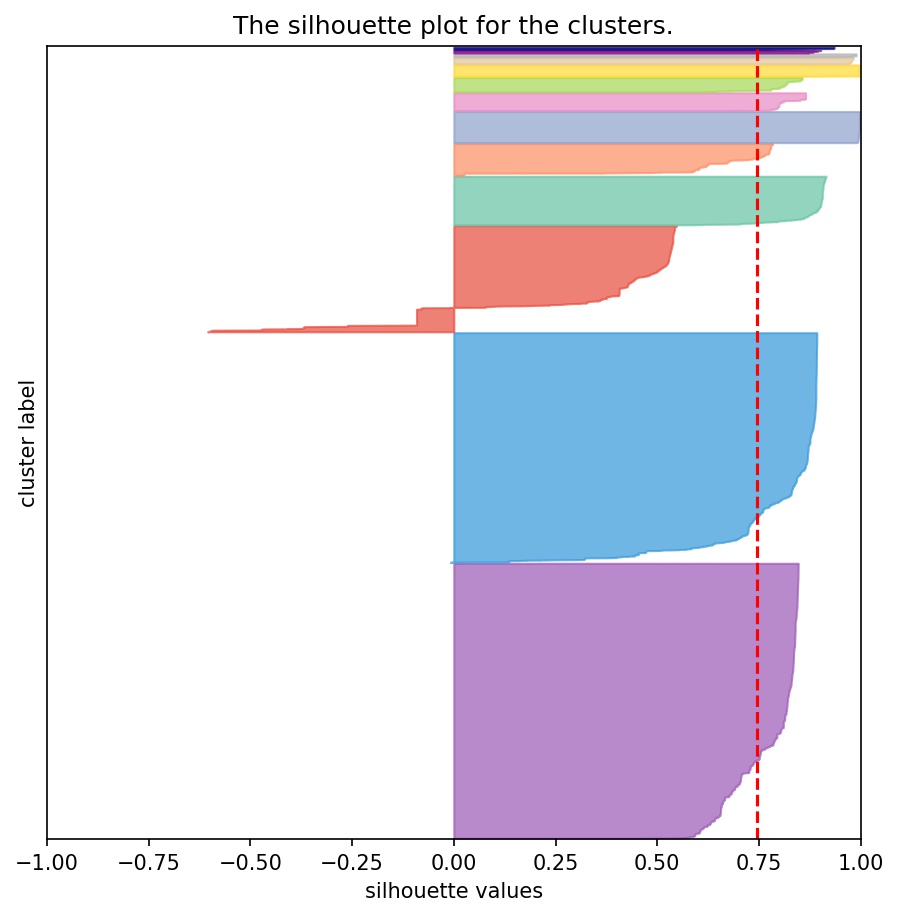 The silhouette plot for the clusters.
cluster label
−1.00 −0.75 −0.50 −0.25 0.00 0.25 0.50 0.75 1.00
silhouette values